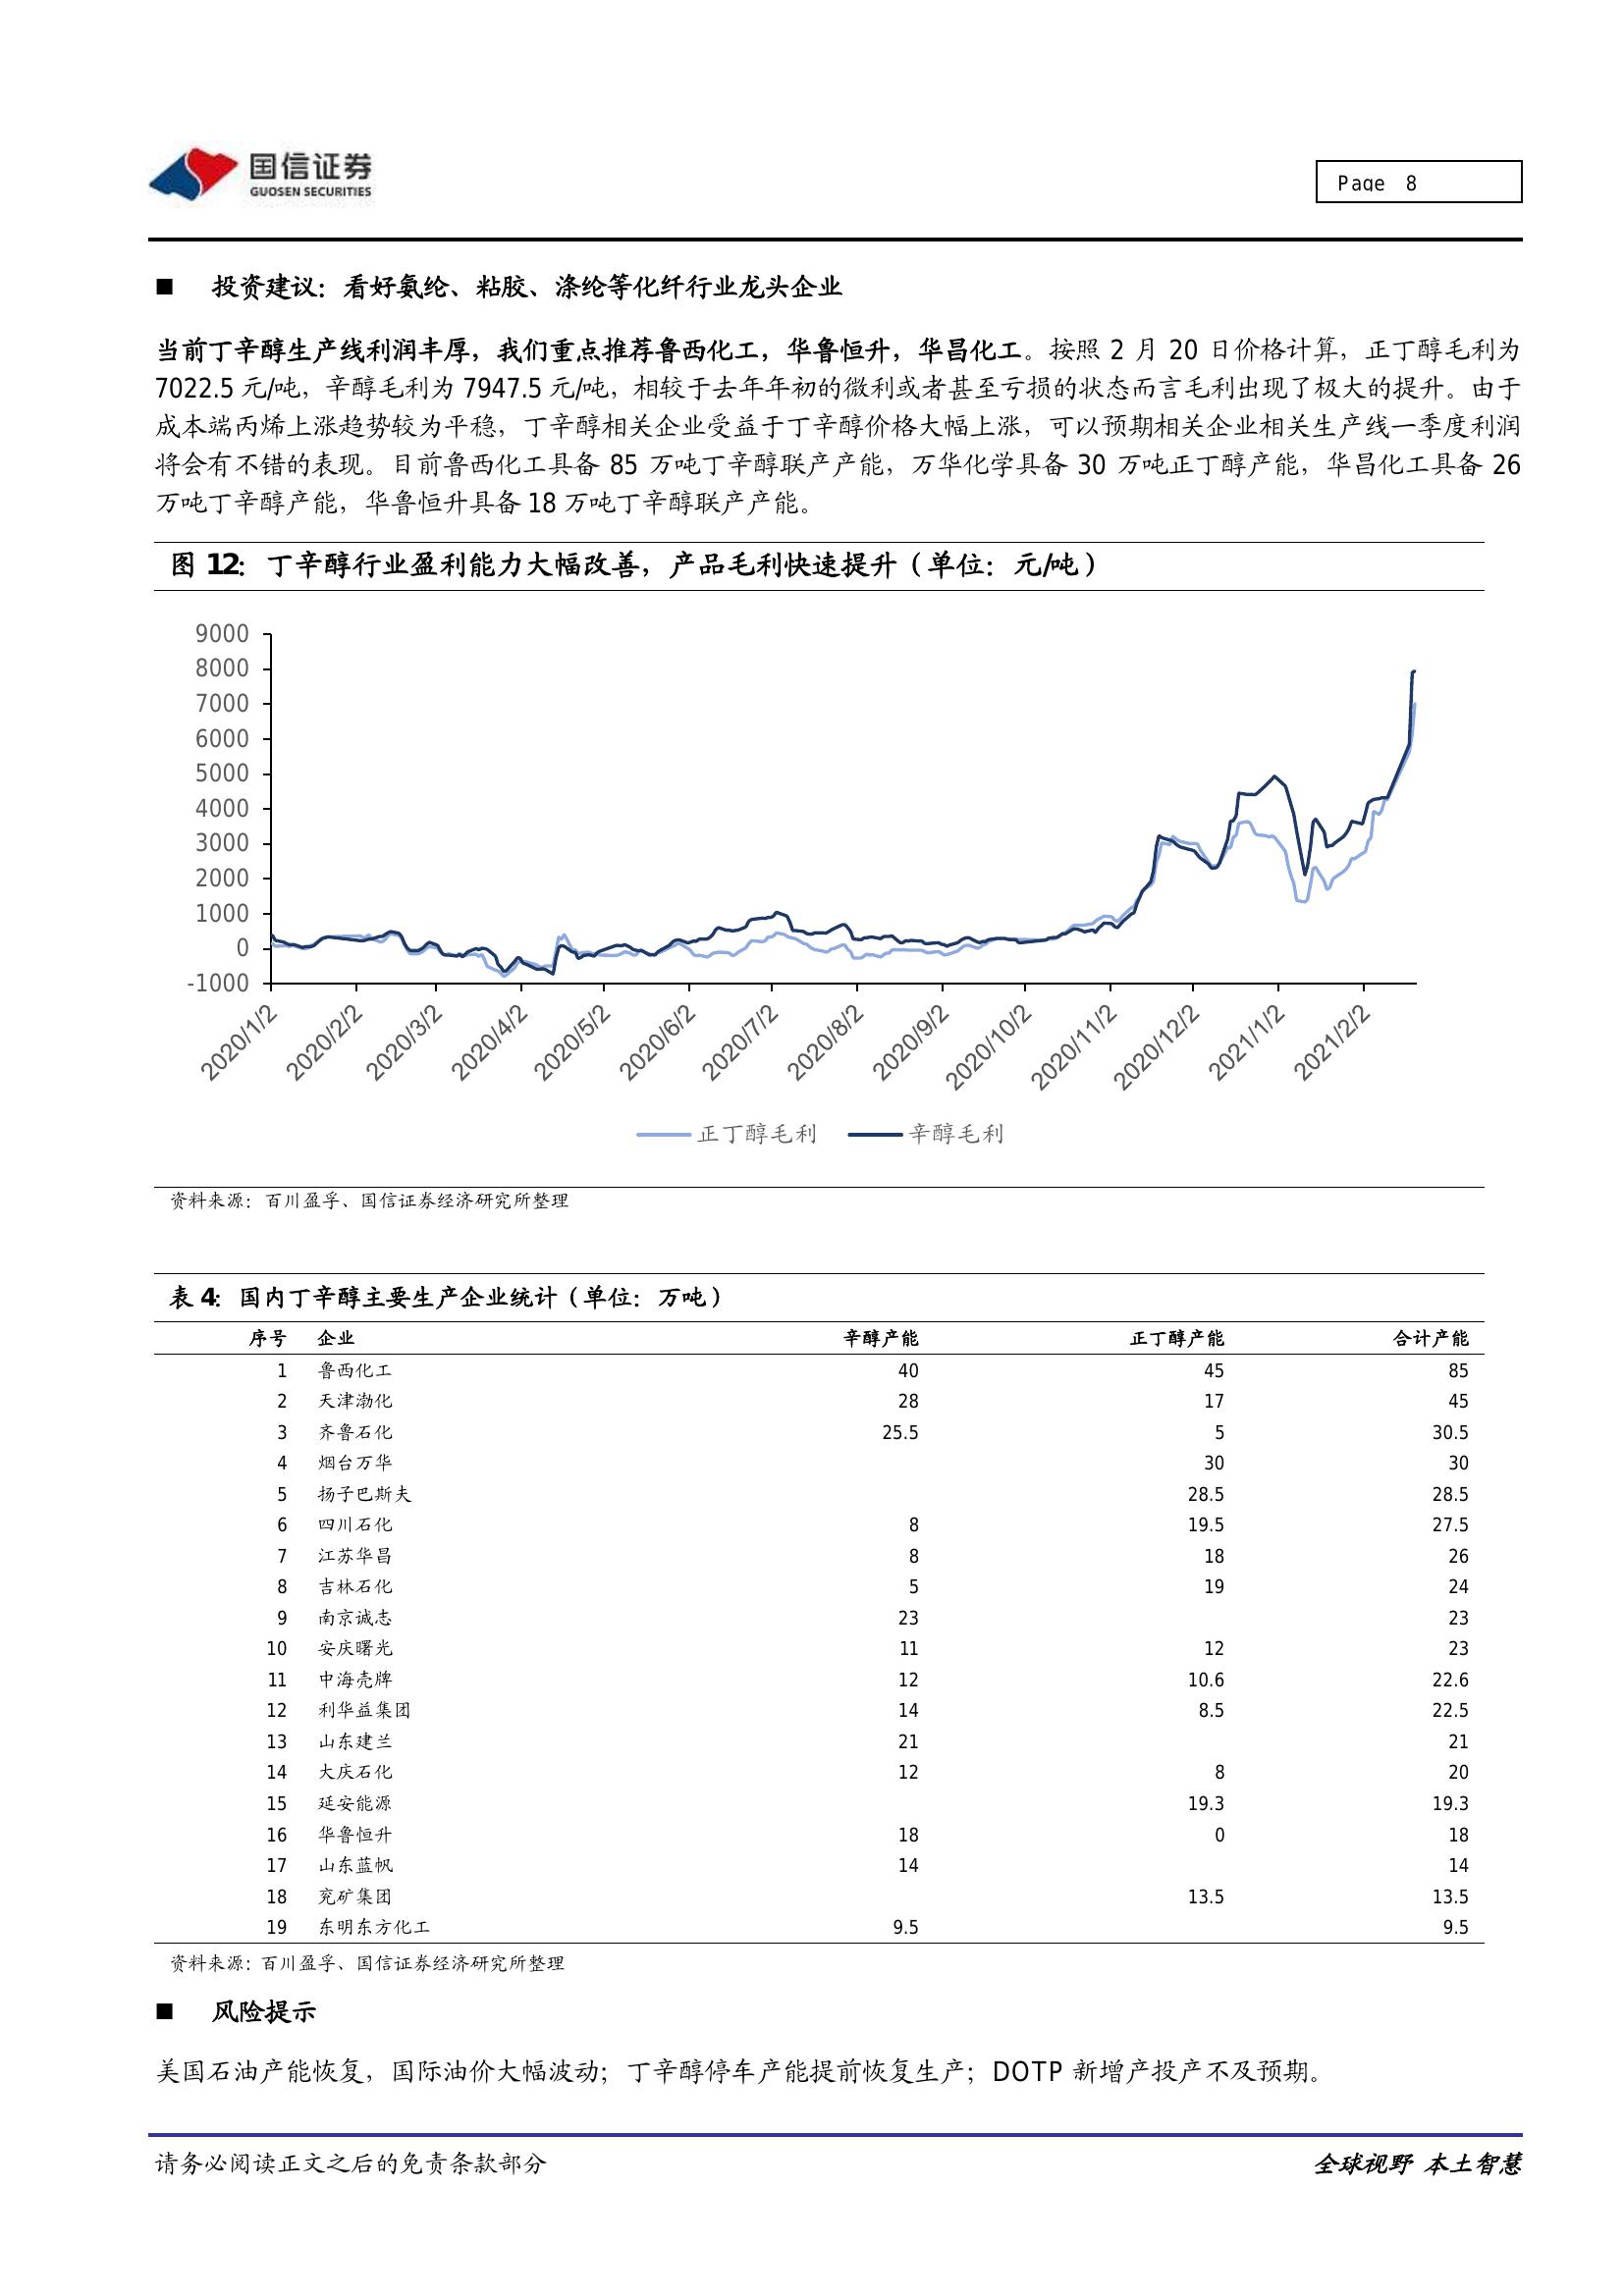 国信证券
GUOSEN SECURITIES
Page 8
■ 投资建议：看好氨纶、粘胶、涤纶等化纤行业龙头企业
当前丁辛醇生产线利润丰厚，我们重点推荐鲁西化工，华鲁恒升，华昌化工。按照 2 月 20 日价格计算，正丁醇毛利为
7022.5 元/吨，辛醇毛利为 7947.5 元/吨，相较于去年年初的微利或者甚至亏损的状态而言毛利出现了极大的提升。由于
成本端丙烯上涨趋势较为平稳，丁辛醇相关企业受益于丁辛醇价格大幅上涨，可以预期相关企业相关生产线一季度利润
将会有不错的表现。目前鲁西化工具备 85 万吨丁辛醇联产产能，万华化学具备 30 万吨正丁醇产能，华昌化工具备 26
万吨丁辛醇产能，华鲁恒升具备 18 万吨丁辛醇联产产能。
图 12：丁辛醇行业盈利能力大幅改善，产品毛利快速提升（单位：元/吨）
9000
8000
7000
6000
5000
4000
3000
2000
1000
0
-1000
2020/1/2 2020/2/2 2020/3/2 2020/4/2 2020/5/2 2020/6/2 2020/7/2 2020/8/2 2020/9/2 2020/10/2 2020/11/2 2020/12/2 2021/1/2 2021/2/2
正丁醇毛利 辛醇毛利
资料来源：百川盈孚、国信证券经济研究所整理
表 4：国内丁辛醇主要生产企业统计（单位：万吨）
序号 企业 辛醇产能 正丁醇产能 合计产能
1 鲁西化工 40 45 85
2 天津渤化 28 17 45
3 齐鲁石化 25.5 5 30.5
4 烟台万华 30 30
5 扬子巴斯夫 28.5 28.5
6 四川石化 8 19.5 27.5
7 江苏华昌 8 18 26
8 吉林石化 5 19 24
9 南京诚志 23 23
10 安庆曙光 11 12 23
11 中海壳牌 12 10.6 22.6
12 利华益集团 14 8.5 22.5
13 山东建兰 21 21
14 大庆石化 12 8 20
15 延安能源 19.3 19.3
16 华鲁恒升 18 0 18
17 山东蓝帆 14 14
18 兖矿集团 13.5 13.5
19 东明东方化工 9.5 9.5
资料来源：百川盈孚、国信证券经济研究所整理
■ 风险提示
美国石油产能恢复，国际油价大幅波动；丁辛醇停车产能提前恢复生产；DOTP 新增产投产不及预期。
请务必阅读正文之后的免责条款部分 全球视野 本土智慧